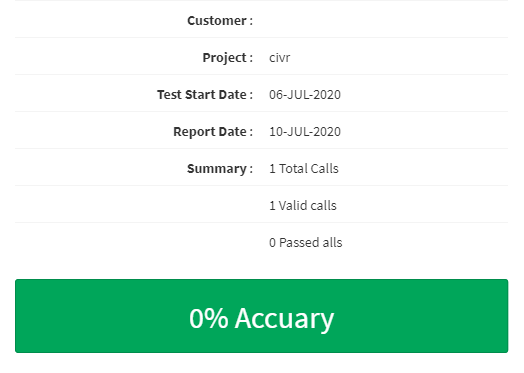 Customer :
Project : civr
Test Start Date : 06-JUL-2020
Report Date : 10-JUL-2020
Summary : 1 Total Calls
1 Valid calls
0 Passed alls
0% Accuary